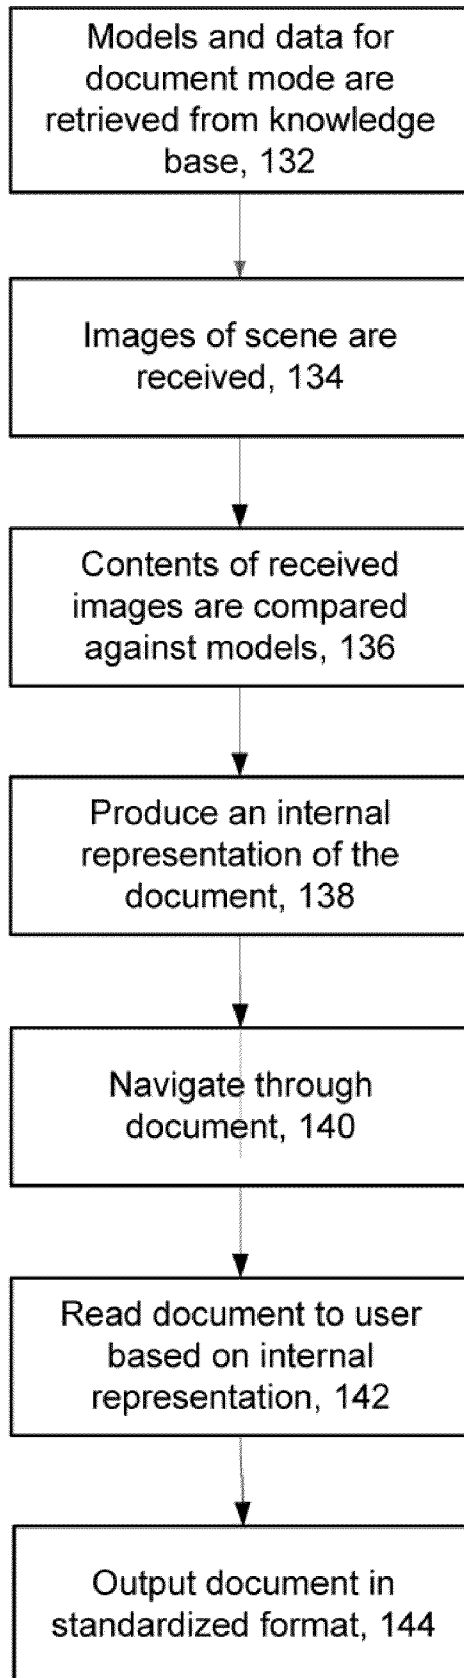 Models and data for
document mode are
retrieved from knowledge
base, 132
Images of scene are
received, 134
Contents of received
images are compared
against models, 136
Produce an internal
representation of the
document, 138
Navigate through
document, 140
Read document to user
based on internal
representation, 142
Output document in
standardized format, 144